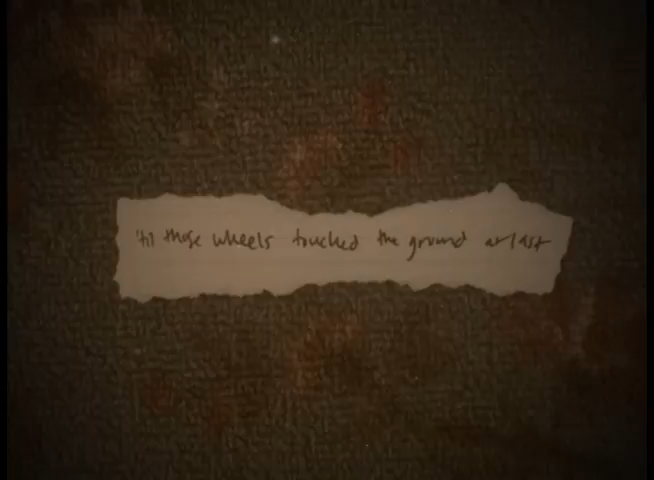 'til those wheels touched the ground at last